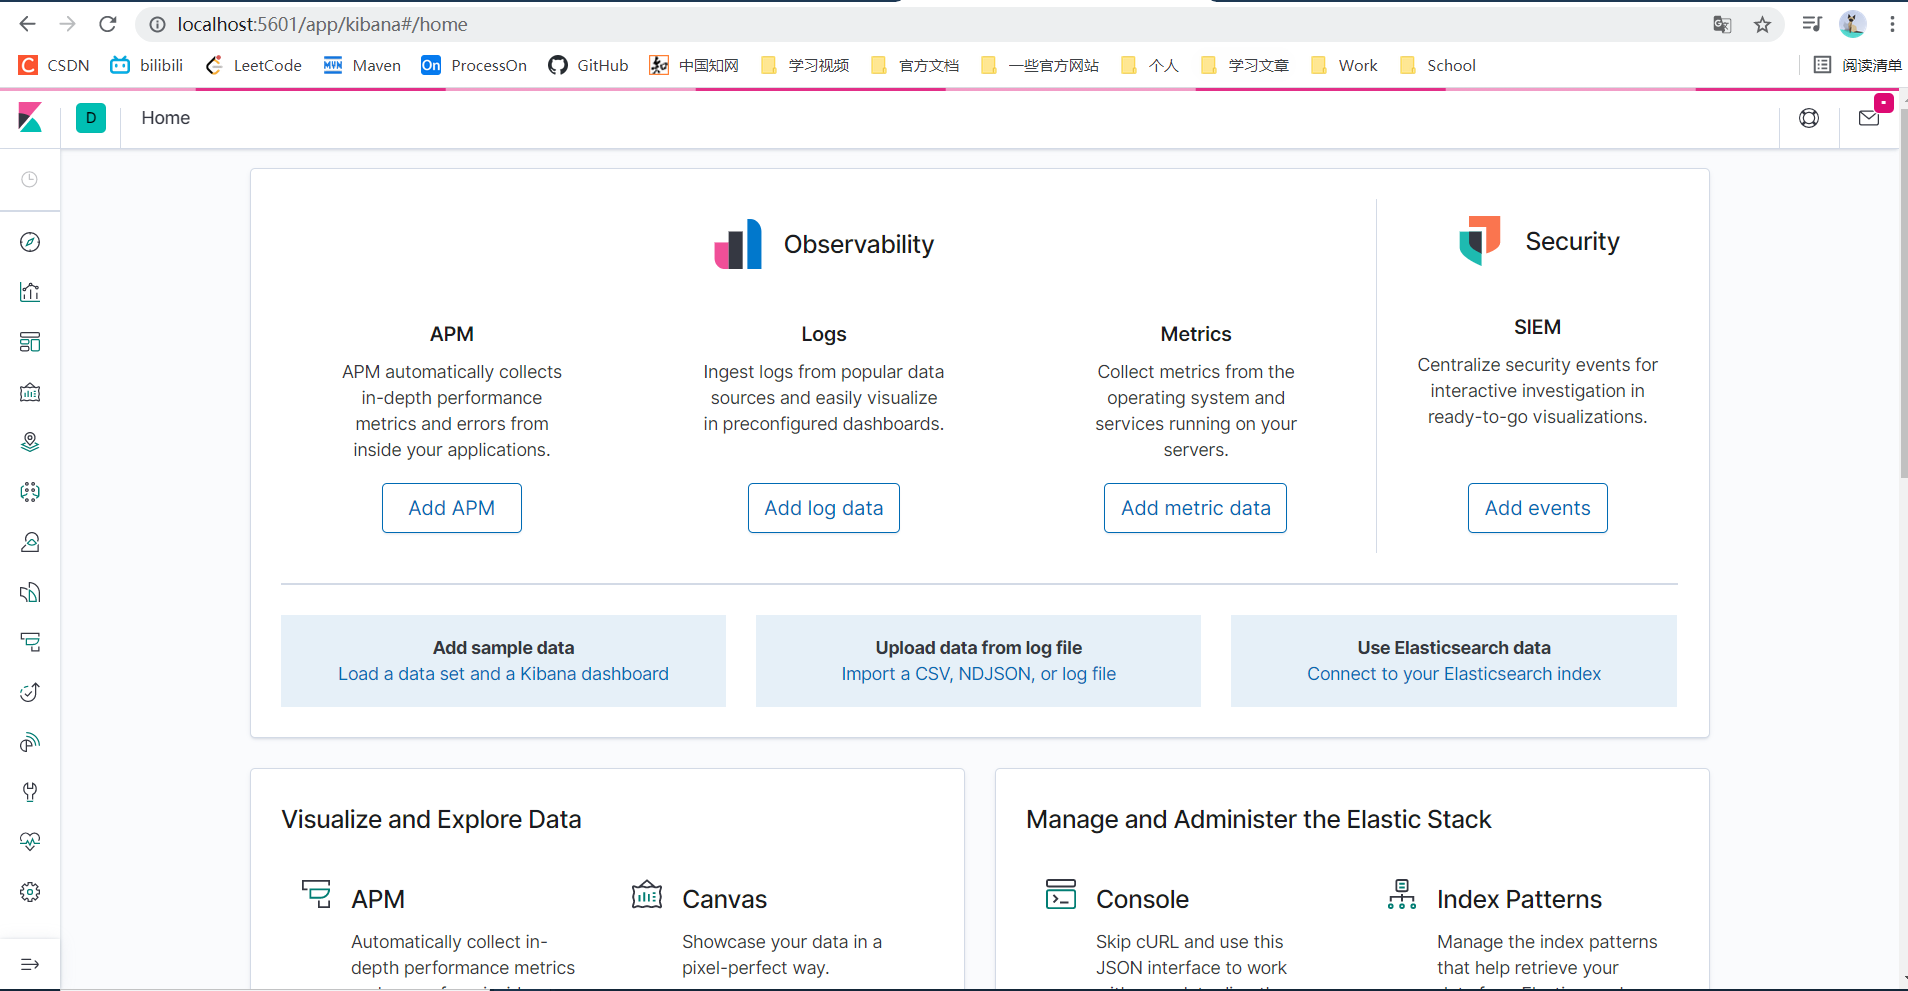 localhost:5601/app/kibana#/home
CSDN bilibili LeetCode Maven ProcessOn GitHub 中国知网 学习视频 官方文档 一些官方网站 个人 学习文章 Work School 阅读清单
D Home
Observability
Security
APM
APM automatically collects
in-depth performance
metrics and errors from
inside your applications.
Add APM
Logs
Ingest logs from popular data
sources and easily visualize
in preconfigured dashboards.
Add log data
Metrics
Collect metrics from the
operating system and
services running on your
servers.
Add metric data
SIEM
Centralize security events for
interactive investigation in
ready-to-go visualizations.
Add events
Add sample data
Load a data set and a Kibana dashboard
Upload data from log file
Import a CSV, NDJSON, or log file
Use Elasticsearch data
Connect to your Elasticsearch index
Visualize and Explore Data
APM
Automatically collect in-
depth performance metrics
Canvas
Showcase your data in a
pixel-perfect way.
Manage and Administer the Elastic Stack
Console
Skip cURL and use this
JSON interface to work
Index Patterns
Manage the index patterns
that help retrieve your